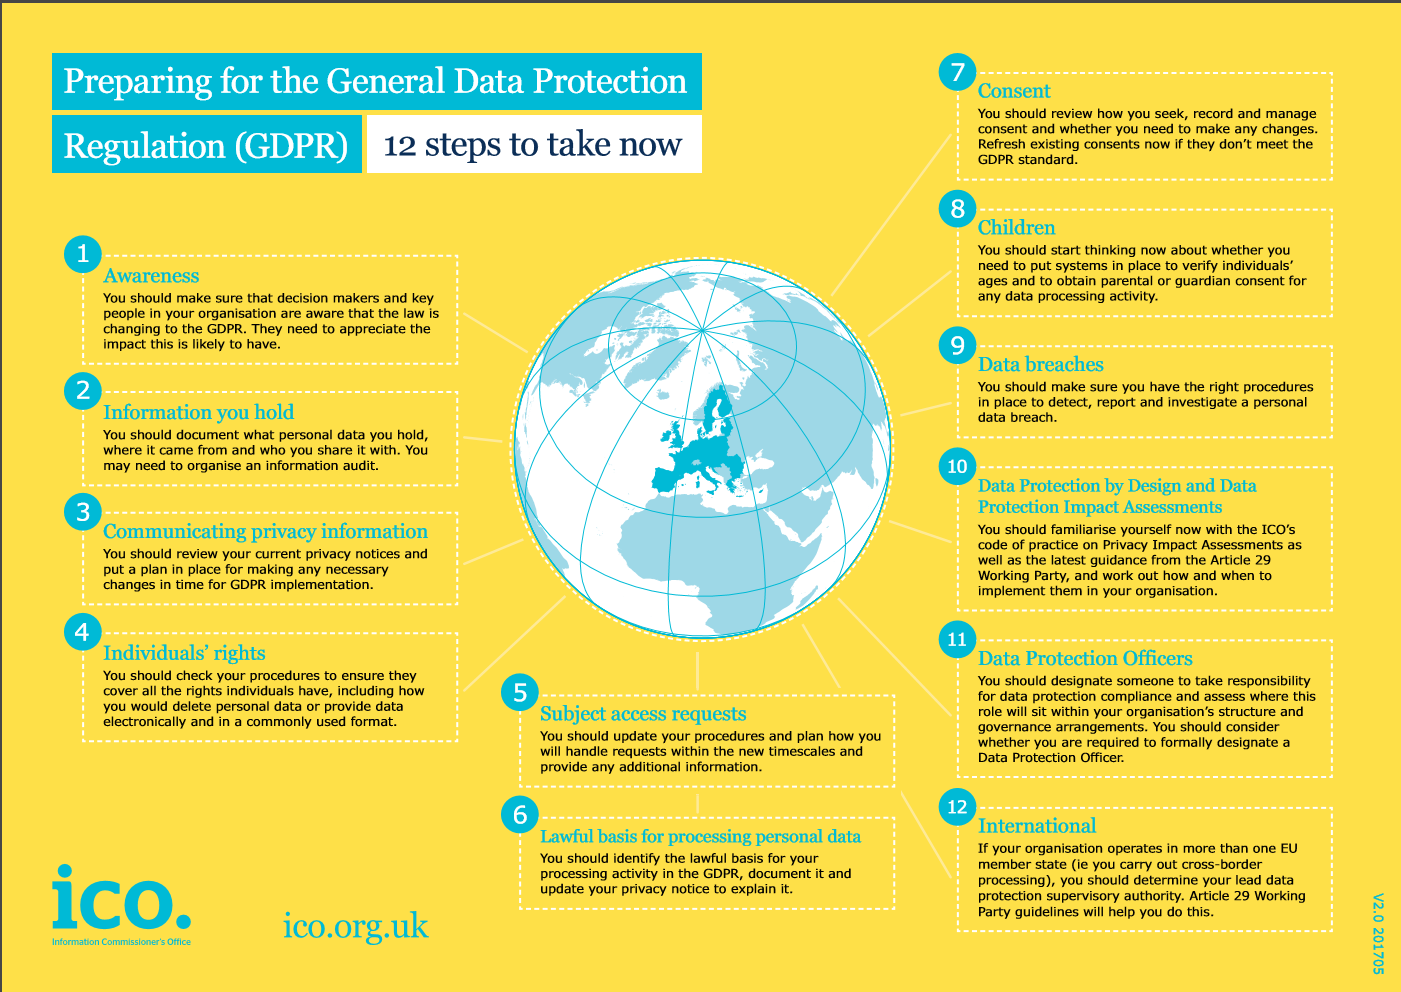 Preparing for the General Data Protection
Regulation (GDPR) 12 steps to take now
1
Awareness
You should make sure that decision makers and key
people in your organisation are aware that the law is
changing to the GDPR. They need to appreciate the
impact this is likely to have.
2
Information you hold
You should document what personal data you hold,
where it came from and who you share it with. You
may need to organise an information audit.
3
Communicating privacy information
You should review your current privacy notices and
put a plan in place for making any necessary
changes in time for GDPR implementation.
4
Individuals’ rights
You should check your procedures to ensure they
cover all the rights individuals have, including how
you would delete personal data or provide data
electronically and in a commonly used format.
5
Subject access requests
You should update your procedures and plan how you
will handle requests within the new timescales and
provide any additional information.
6
Lawful basis for processing personal data
You should identify the lawful basis for your
processing activity in the GDPR, document it and
update your privacy notice to explain it.
7
Consent
You should review how you seek, record and manage
consent and whether you need to make any changes.
Refresh existing consents now if they don’t meet the
GDPR standard.
8
Children
You should start thinking now about whether you
need to put systems in place to verify individuals’
ages and to obtain parental or guardian consent for
any data processing activity.
9
Data breaches
You should make sure you have the right procedures
in place to detect, report and investigate a personal
data breach.
10
Data Protection by Design and Data
Protection Impact Assessments
You should familiarise yourself now with the ICO’s
code of practice on Privacy Impact Assessments as
well as the latest guidance from the Article 29
Working Party, and work out how and when to
implement them in your organisation.
11
Data Protection Officers
You should designate someone to take responsibility
for data protection compliance and assess where this
role will sit within your organisation’s structure and
governance arrangements. You should consider
whether you are required to formally designate a
Data Protection Officer.
12
International
If your organisation operates in more than one EU
member state (ie you carry out cross-border
processing), you should determine your lead data
protection supervisory authority. Article 29 Working
Party guidelines will help you do this.
ico.
Information Commissioner's Office
ico.org.uk
V2.0 201705